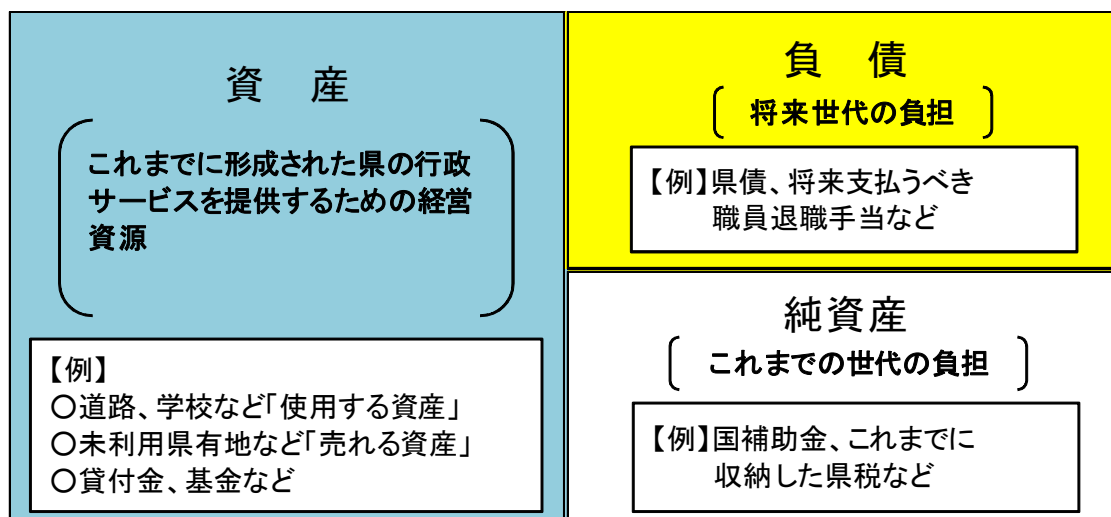 資　産
これまでに形成された県の行政
サービスを提供するための経営
資源
【例】
○道路、学校など「使用する資産」
○未利用県有地など「売れる資産」
○貸付金、基金など
負　債
将来世代の負担
【例】県債、将来支払うべき
職員退職手当など
純資産
これまでの世代の負担
【例】国補助金、これまでに
収納した県税など